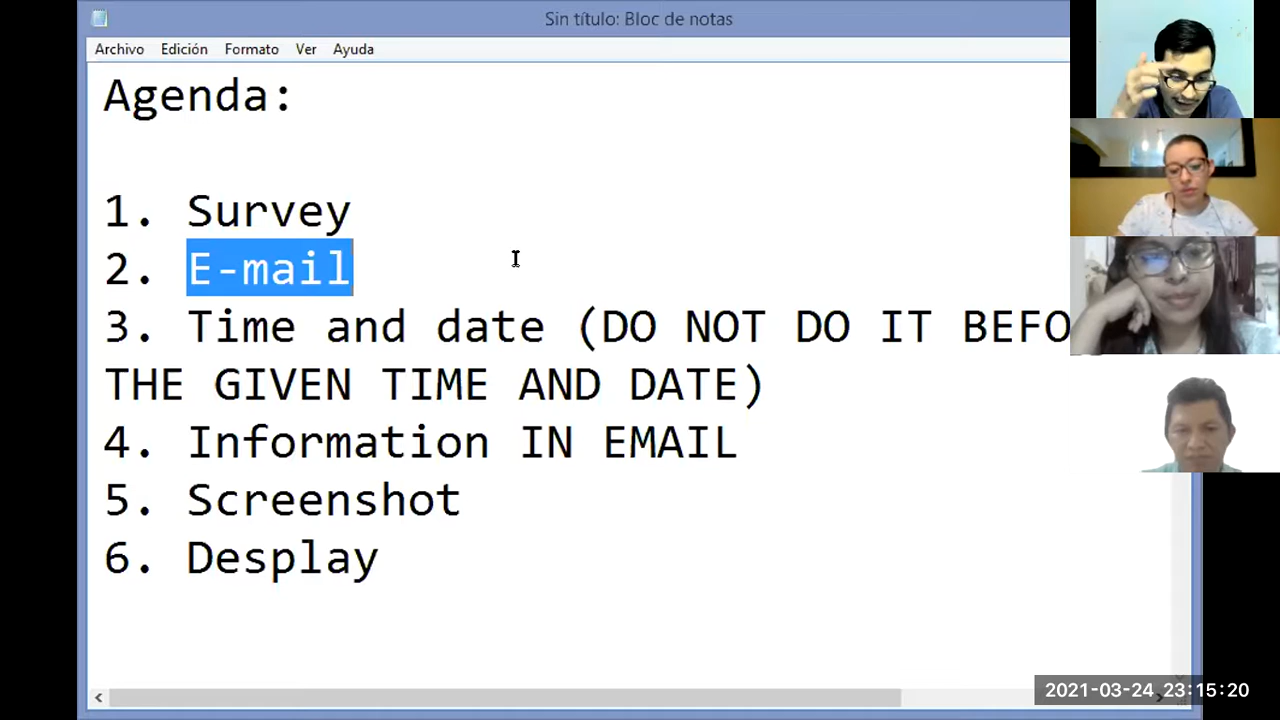 Sin título: Bloc de notas
Archivo Edición Formato Ver Ayuda
Agenda:
1. Survey
2. E-mail
3. Time and date (DO NOT DO IT BEFO
THE GIVEN TIME AND DATE)
4. Information IN EMAIL
5. Screenshot
6. Desplay
2021-03-24 23:15:20